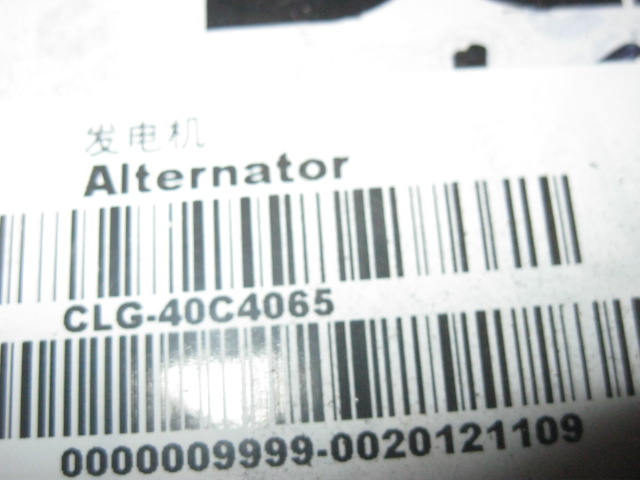 发电机
Alternator
CLG-40C4065
0000009999-0020121109